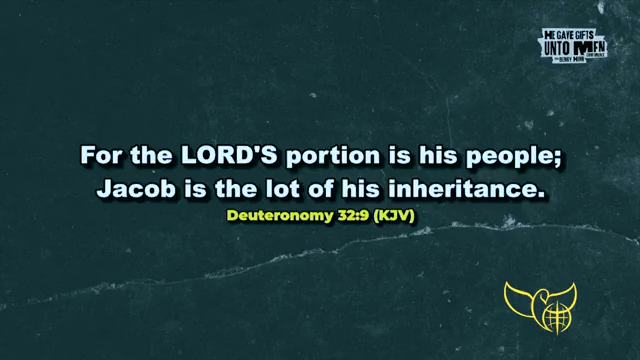 HE GAVE GIFTS
UNTO MEN
For the LORD'S portion is his people;
Jacob is the lot of his inheritance.
Deuteronomy 32:9 (KJV)